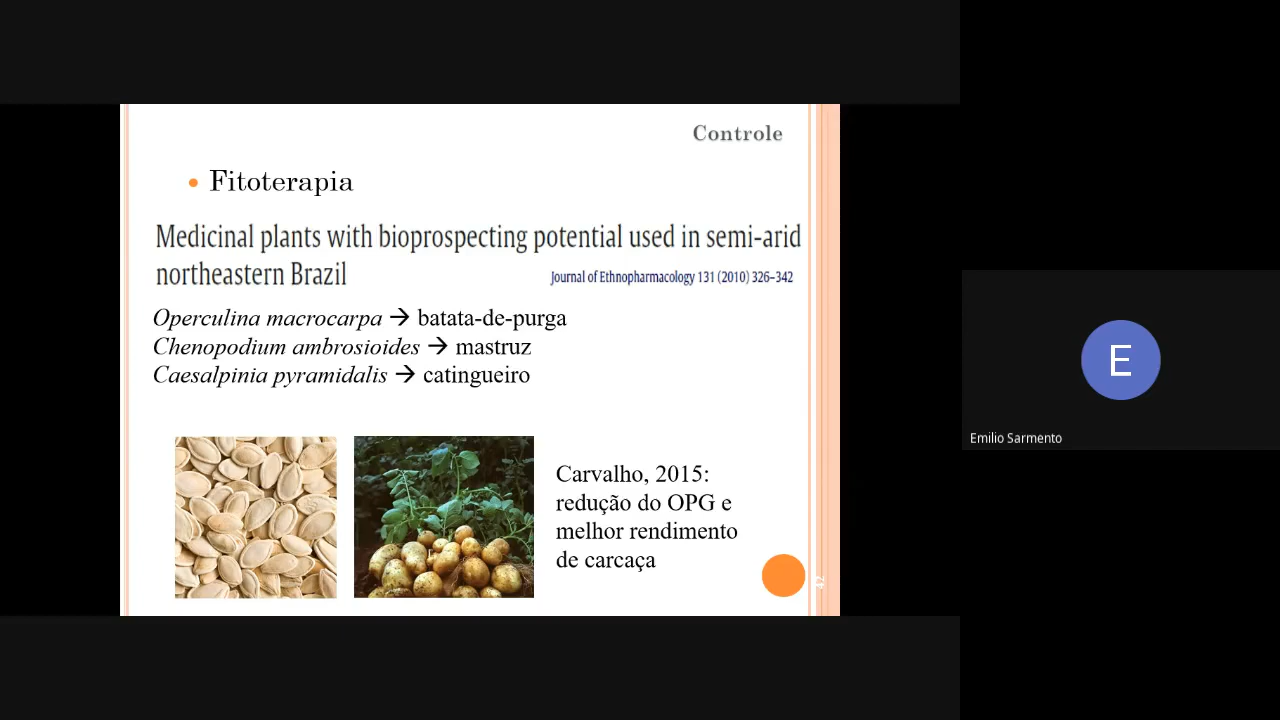 Controle
• Fitoterapia
Medicinal plants with bioprospecting potential used in semi-arid
northeastern Brazil
Journal of Ethnopharmacology 131 (2010) 326–342
Operculina macrocarpa → batata-de-purga
Chenopodium ambrosioides → mastruz
Caesalpinia pyramidalis → catingueiro
Carvalho, 2015:
redução do OPG e
melhor rendimento
de carcaça
E
Emilio Sarmento